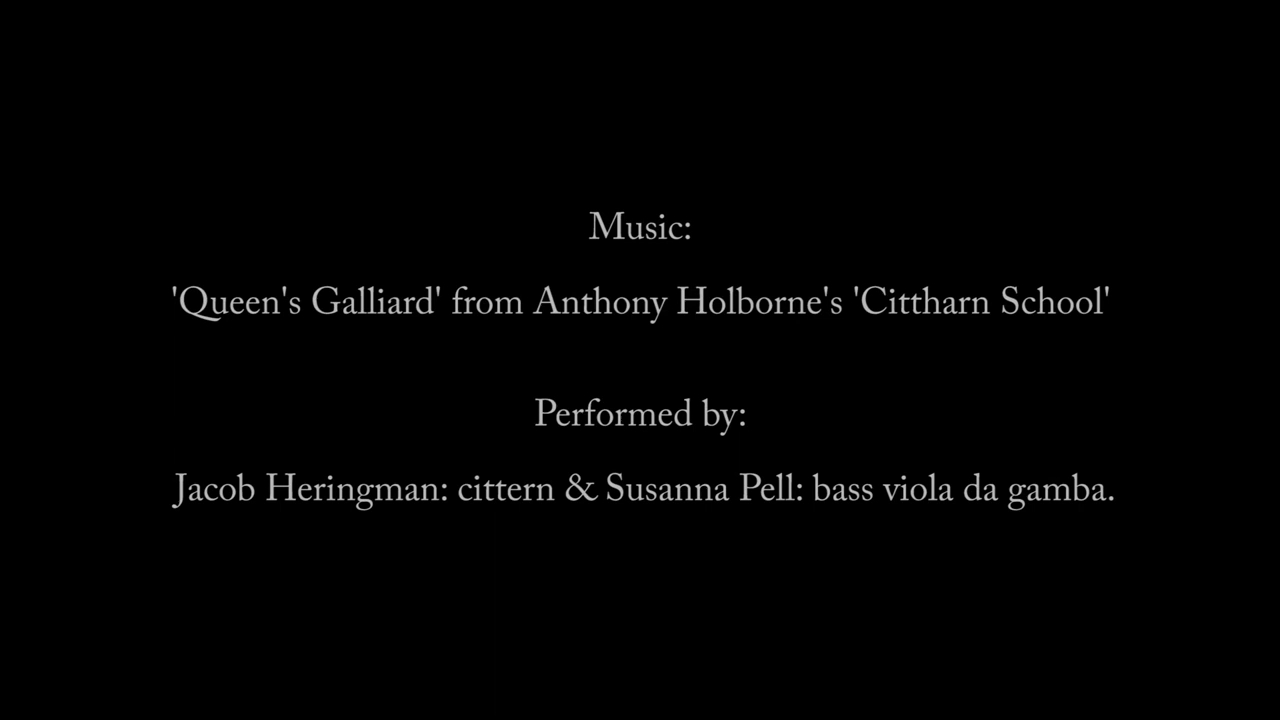 Music:
'Queen's Galliard' from Anthony Holborne's 'Cittharn School'
Performed by:
Jacob Heringman: cittern & Susanna Pell: bass viola da gamba.